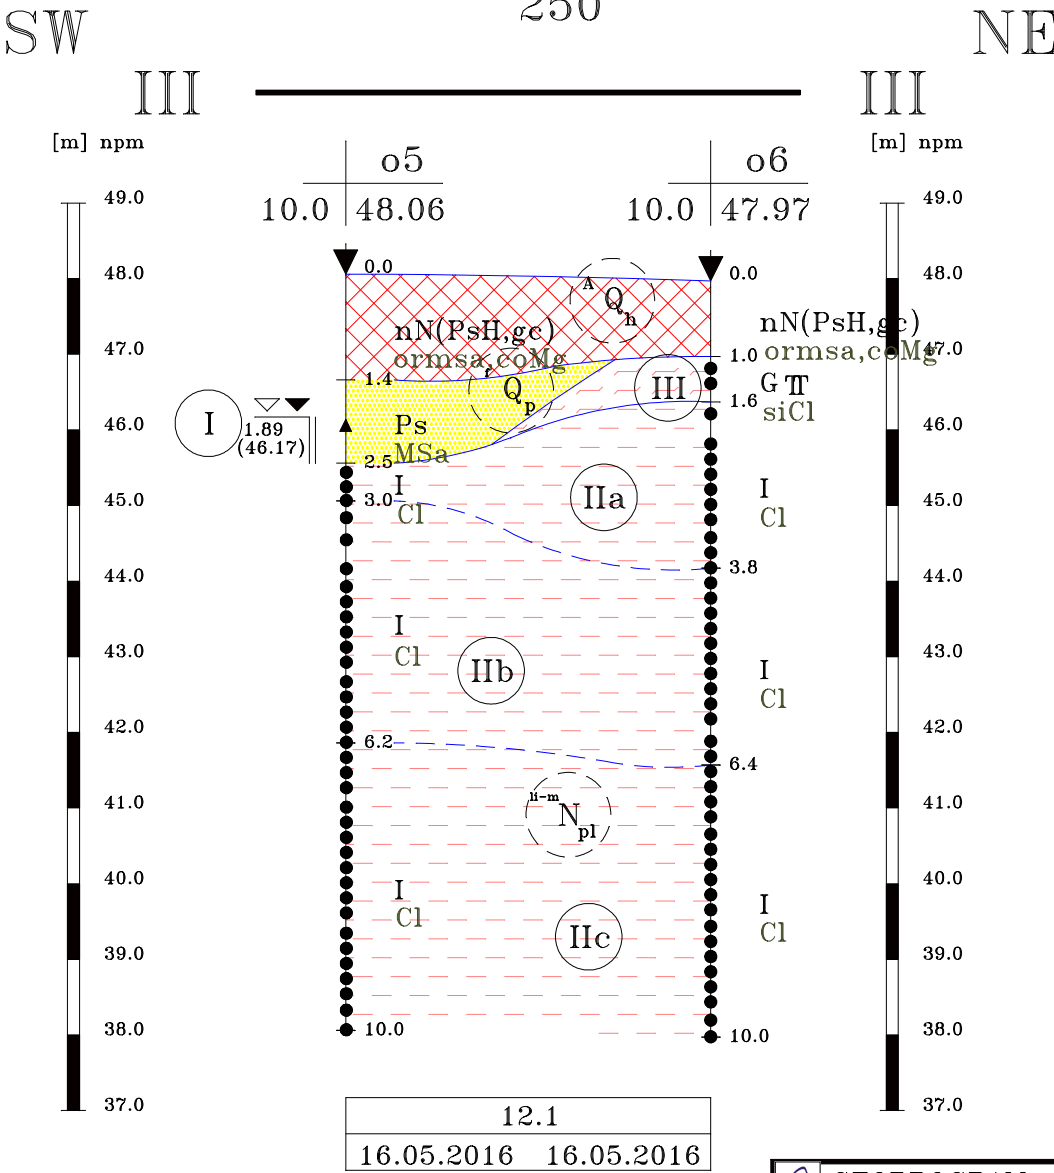 250
SW NE
III III
[m] npm [m] npm
o5 o6
10.0 48.06 10.0 47.97
49.0 49.0
48.0 0.0 0.0 48.0
A Q h
nN(PsH,gc) nN(PsH,gc)
ormsa,coMg ormsa,coMg
47.0 1.0 47.0
1.4 f Q p III G π siCl
1.6
I 1.89 (46.17)
46.0 Ps MSa 46.0
2.5 I Cl
3.0 IIa I Cl
45.0 45.0
44.0 3.8 44.0
I Cl
43.0 IIb I Cl 43.0
42.0 6.2 42.0
6.4
41.0 li-m N pl 41.0
40.0 I Cl I Cl 40.0
IIc
39.0 39.0
38.0 10.0 10.0 38.0
37.0 37.0
12.1
16.05.2016 16.05.2016